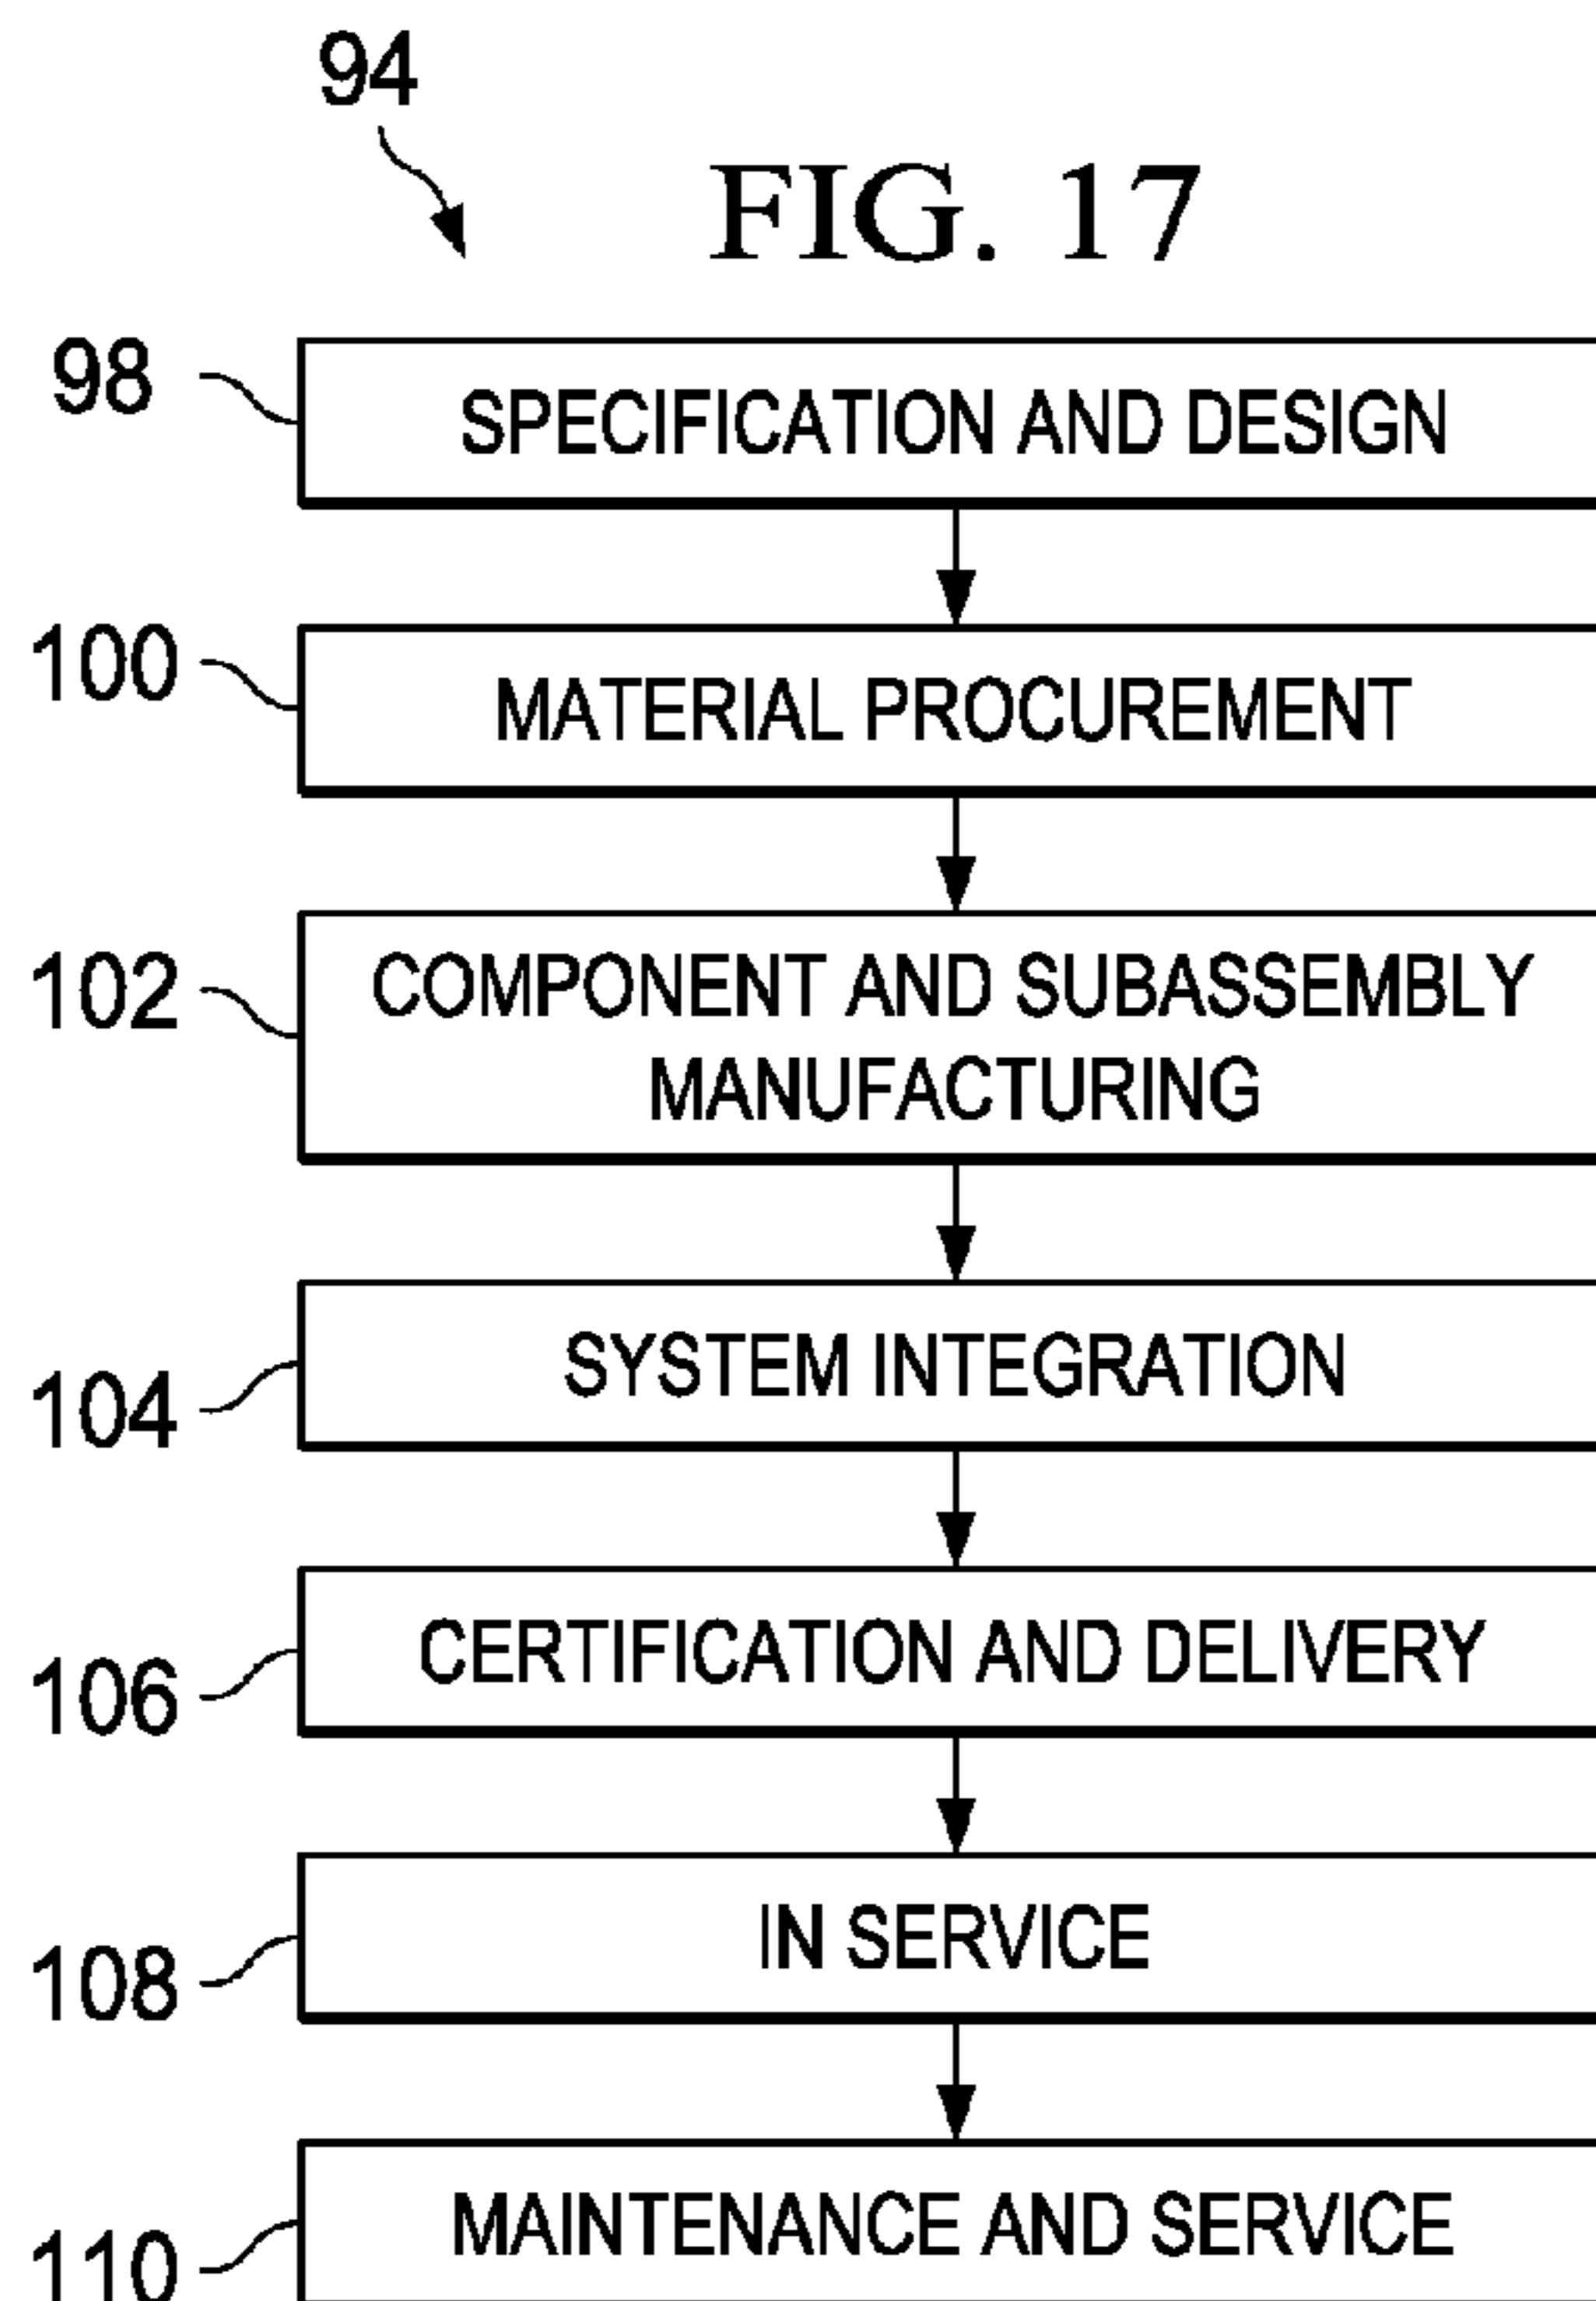 94
FIG. 17
98
SPECIFICATION AND DESIGN
100
MATERIAL PROCUREMENT
102
COMPONENT AND SUBASSEMBLY
MANUFACTURING
104
SYSTEM INTEGRATION
106
CERTIFICATION AND DELIVERY
108
IN SERVICE
110
MAINTENANCE AND SERVICE